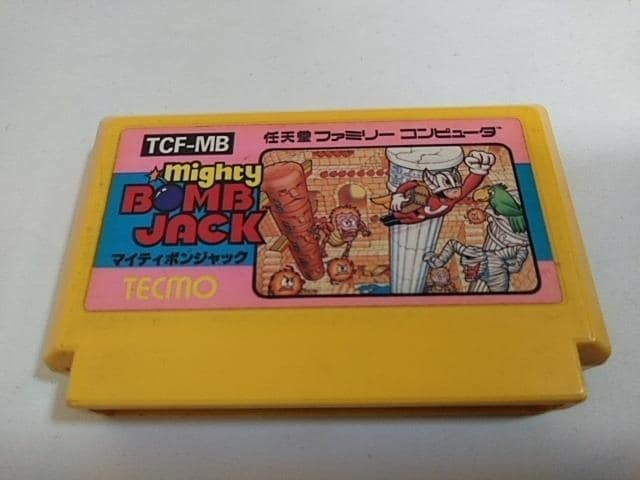 TCF-MB
任天堂 ファミリー コンピュータ
mighty
BOMB
JACK
マイティボンジャック
TECMO